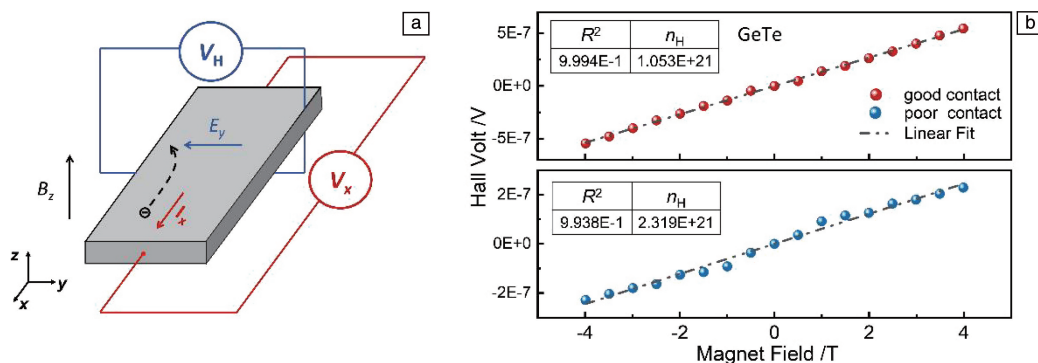 a
V_H
E_y
B_z
V_x
I_x
z
y
x
b
R² n_H
9.994E-1 1.053E+21
GeTe
good contact
poor contact
Linear Fit
5E-7
0E+0
-5E-7
R² n_H
9.938E-1 2.319E+21
2E-7
0E+0
-2E-7
Hall Volt /V
-4 -2 0 2 4
Magnet Field /T